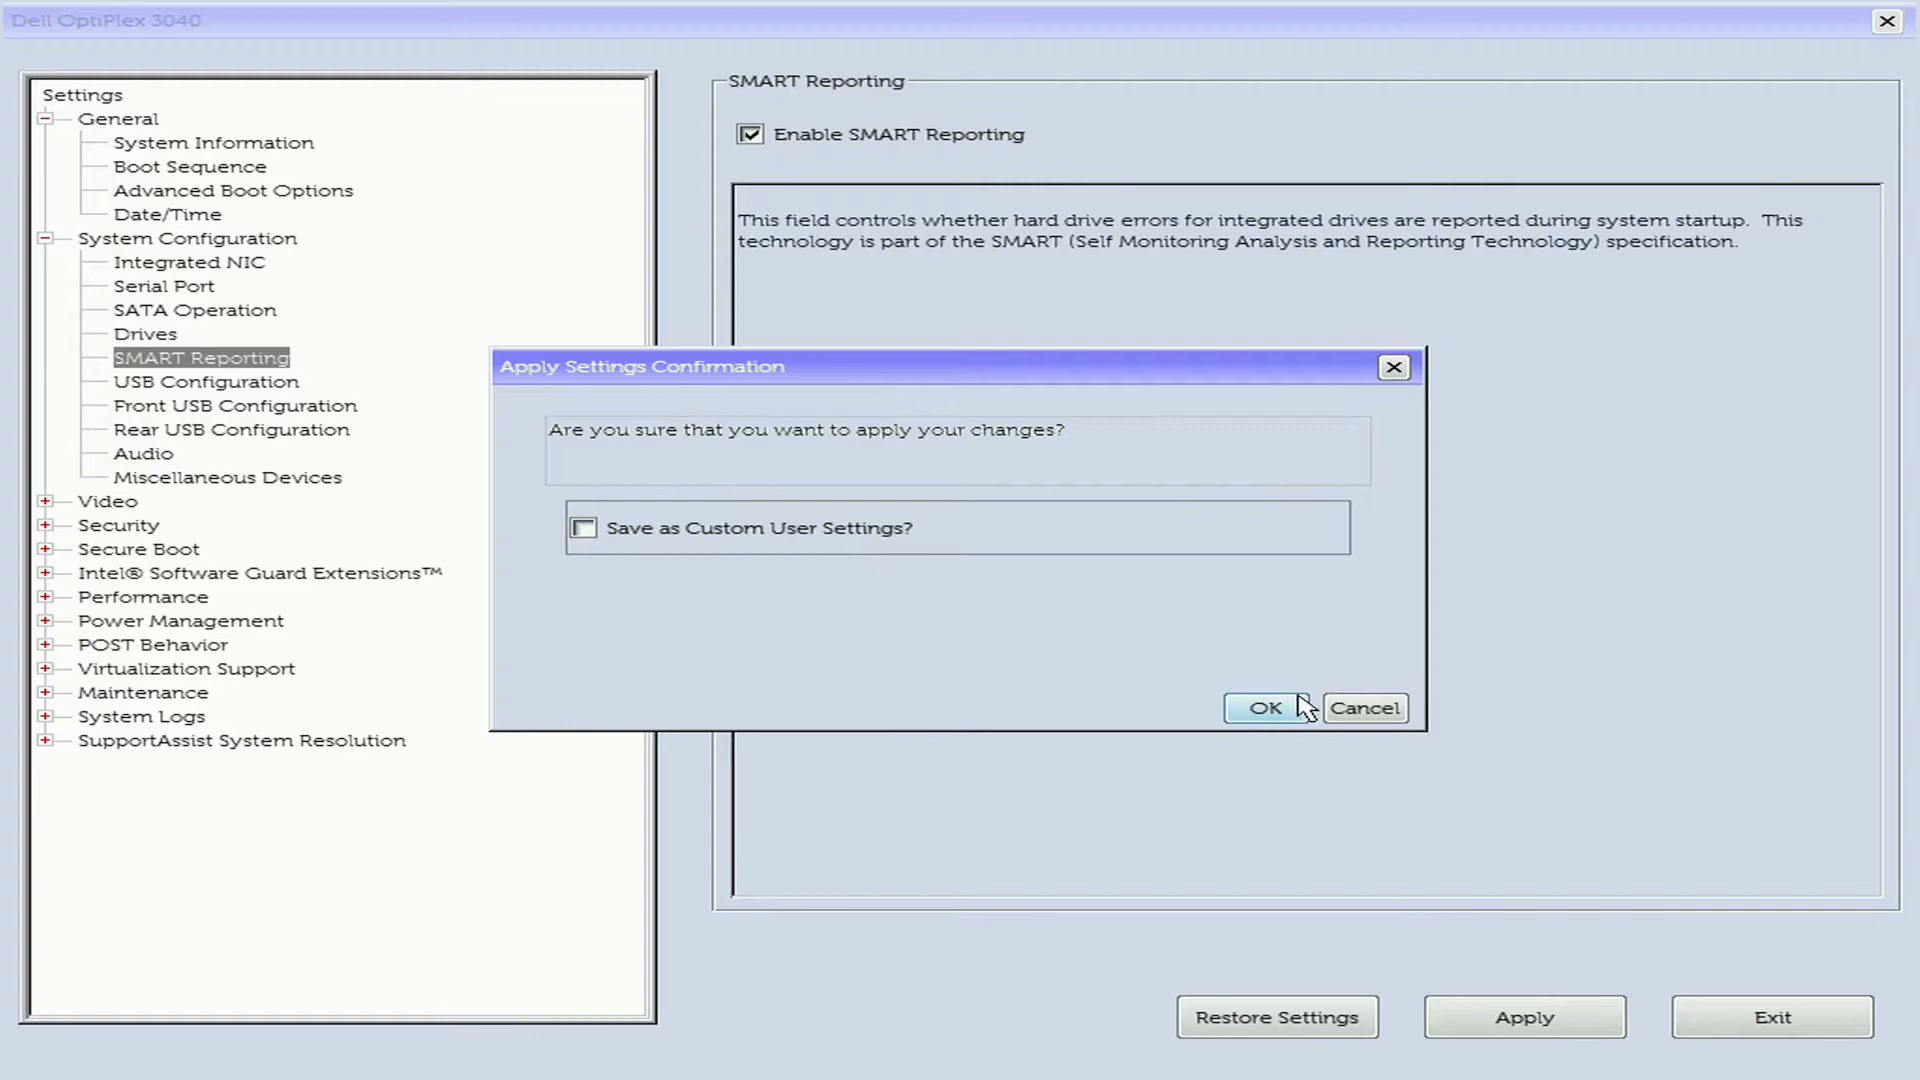 Dell OptiPlex 3040
Settings
General
System Information
Boot Sequence
Advanced Boot Options
Date/Time
System Configuration
Integrated NIC
Serial Port
SATA Operation
Drives
SMART Reporting
USB Configuration
Front USB Configuration
Rear USB Configuration
Audio
Miscellaneous Devices
Video
Security
Secure Boot
Intel® Software Guard Extensions™
Performance
Power Management
POST Behavior
Virtualization Support
Maintenance
System Logs
SupportAssist System Resolution
SMART Reporting
Enable SMART Reporting
This field controls whether hard drive errors for integrated drives are reported during system startup. This
technology is part of the SMART (Self Monitoring Analysis and Reporting Technology) specification.
Apply Settings Confirmation
Are you sure that you want to apply your changes?
Save as Custom User Settings?
OK
Cancel
Restore Settings
Apply
Exit